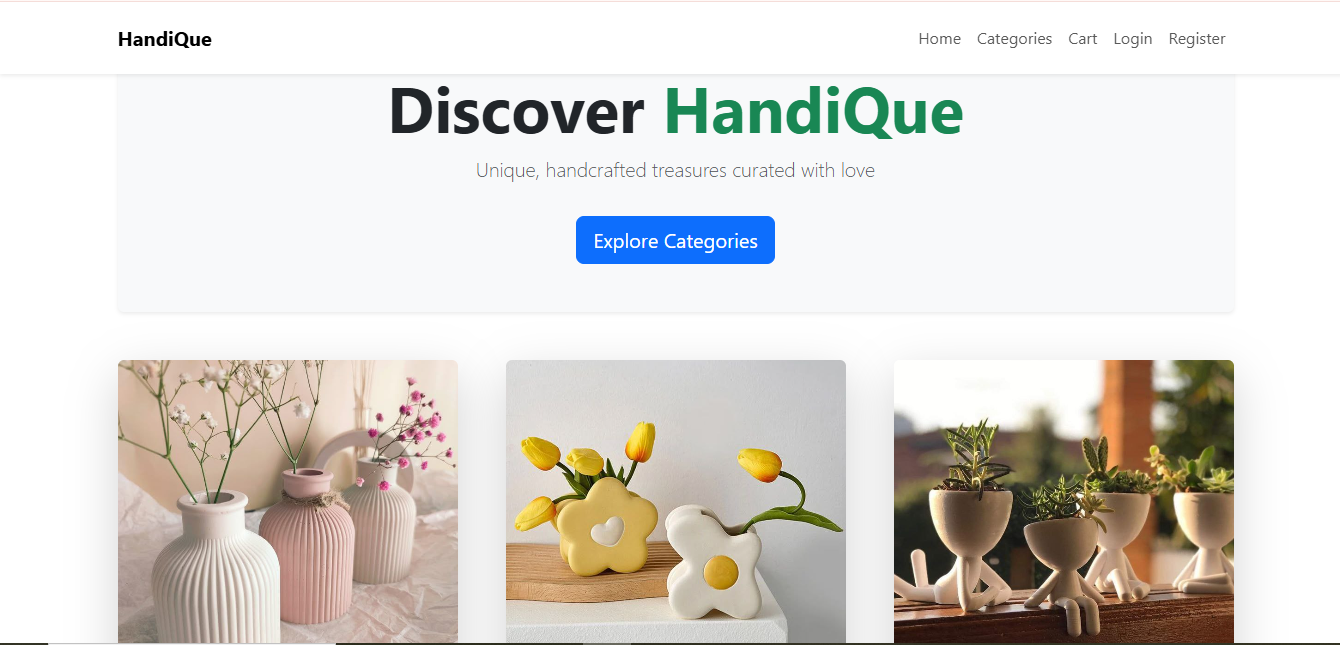 HandiQue
Home Categories Cart Login Register
Discover HandiQue
Unique, handcrafted treasures curated with love
Explore Categories